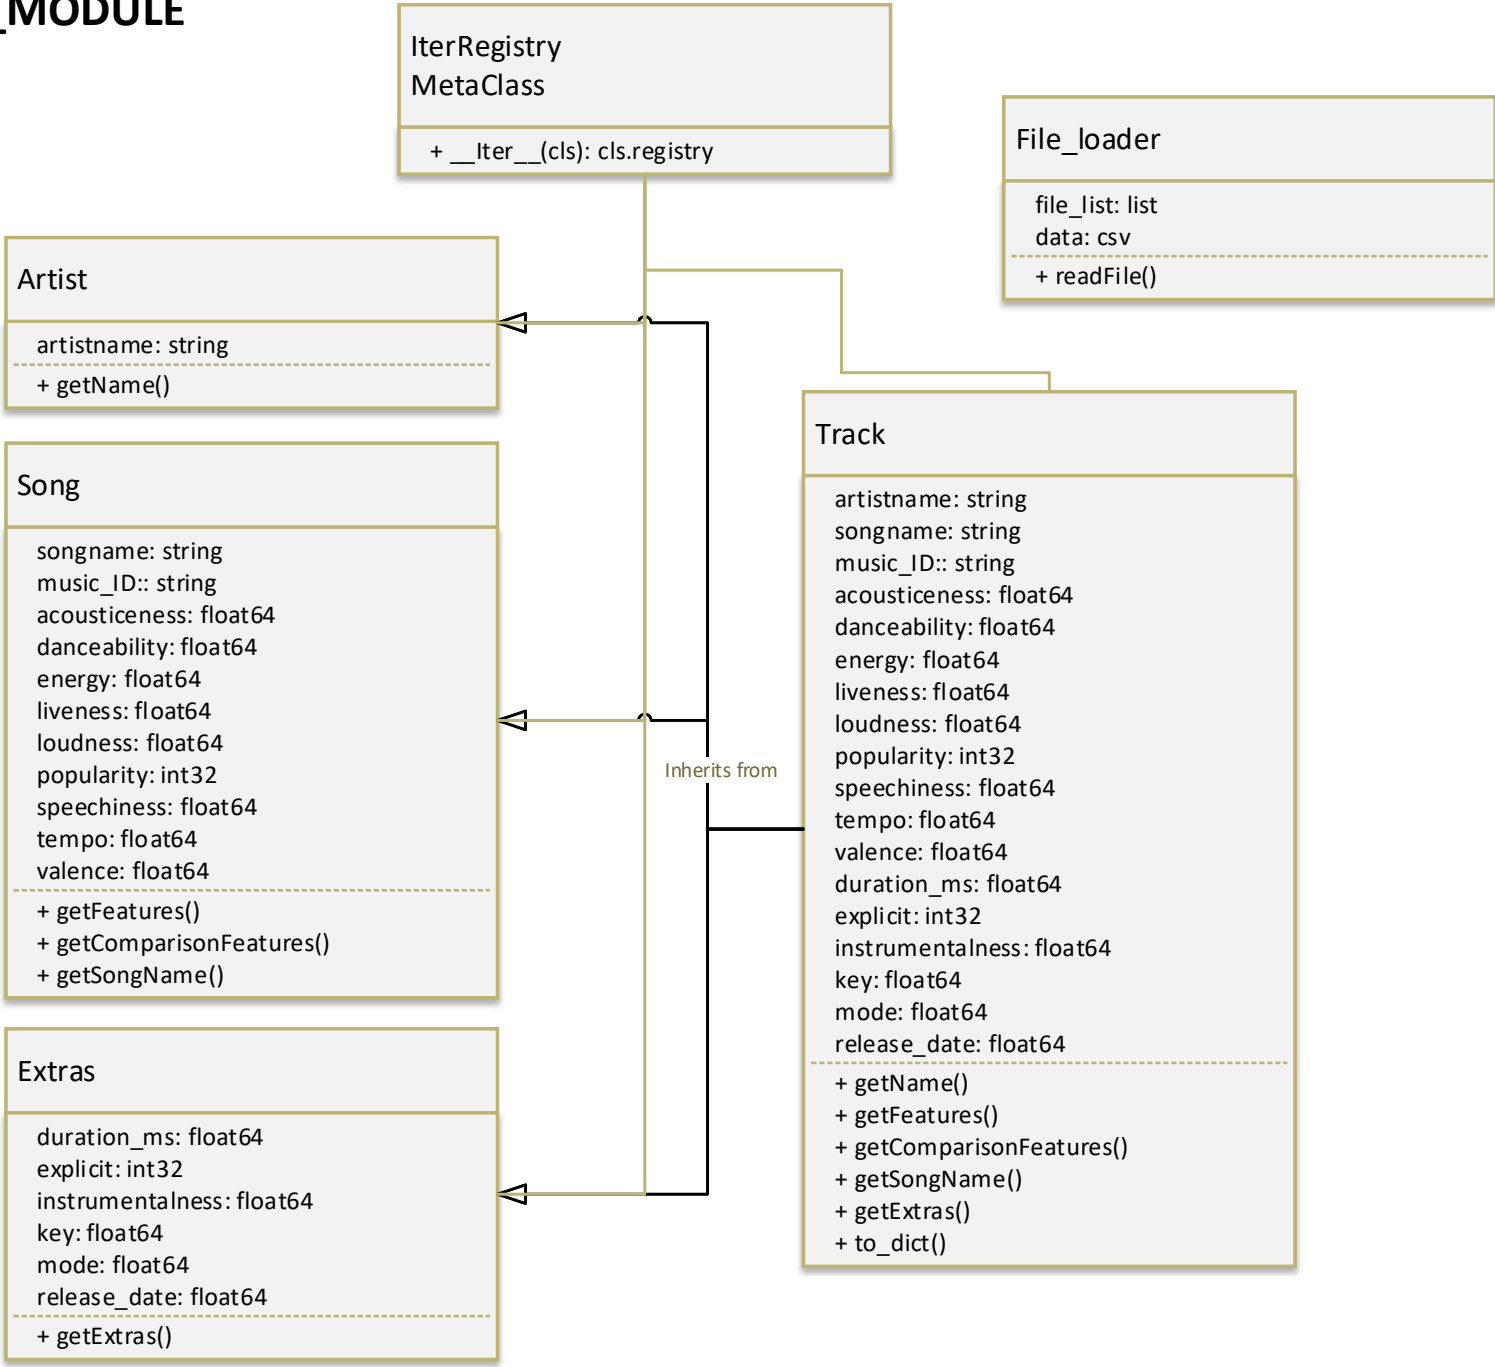 _MODULE
IterRegistry
MetaClass
+ __Iter__(cls): cls.registry
File_loader
file_list: list
data: csv
+ readFile()
Artist
artistname: string
+ getName()
Song
songname: string
music_ID:: string
acousticeness: float64
danceability: float64
energy: float64
liveness: float64
loudness: float64
popularity: int32
speechiness: float64
tempo: float64
valence: float64
+ getFeatures()
+ getComparisonFeatures()
+ getSongName()
Extras
duration_ms: float64
explicit: int32
instrumentalness: float64
key: float64
mode: float64
release_date: float64
+ getExtras()
Inherits from
Track
artistname: string
songname: string
music_ID:: string
acousticeness: float64
danceability: float64
energy: float64
liveness: float64
loudness: float64
popularity: int32
speechiness: float64
tempo: float64
valence: float64
duration_ms: float64
explicit: int32
instrumentalness: float64
key: float64
mode: float64
release_date: float64
+ getName()
+ getFeatures()
+ getComparisonFeatures()
+ getSongName()
+ getExtras()
+ to_dict()